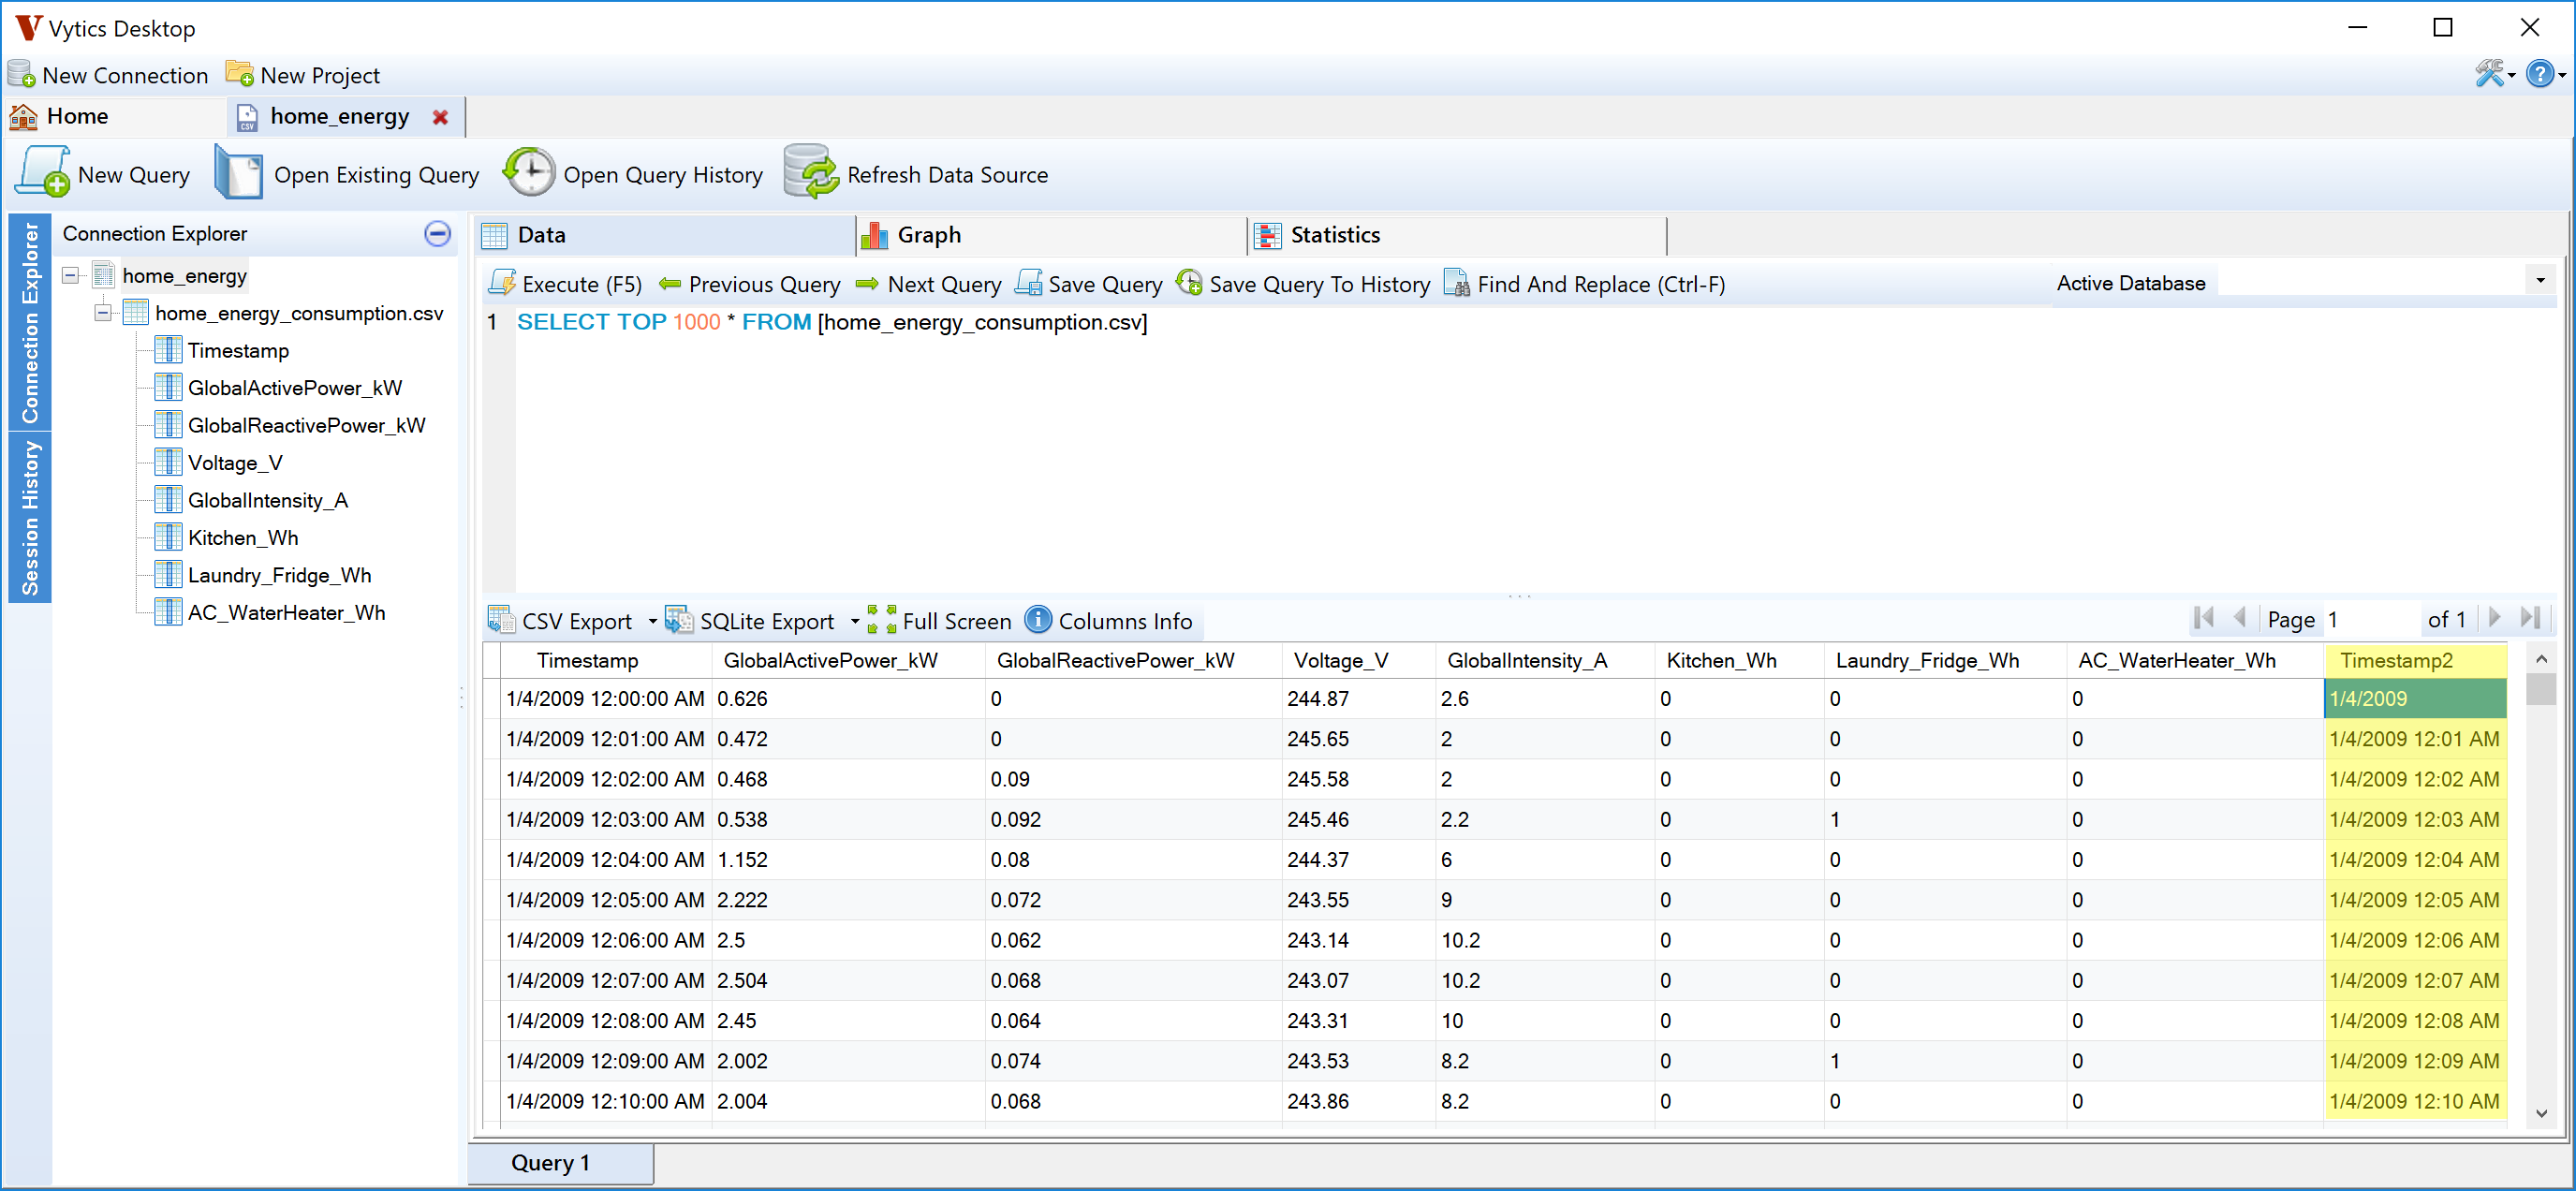 Vytics Desktop
New Connection New Project
Home home_energy
New Query Open Existing Query Open Query History Refresh Data Source
Connection Explorer
Session History
Connection Explorer
home_energy
home_energy_consumption.csv
Timestamp
GlobalActivePower_kW
GlobalReactivePower_kW
Voltage_V
GlobalIntensity_A
Kitchen_Wh
Laundry_Fridge_Wh
AC_WaterHeater_Wh
Data Graph Statistics
Execute (F5) Previous Query Next Query Save Query Save Query To History Find And Replace (Ctrl-F) Active Database
1 SELECT TOP 1000 * FROM [home_energy_consumption.csv]
CSV Export SQLite Export Full Screen Columns Info Page 1 of 1
Timestamp GlobalActivePower_kW GlobalReactivePower_kW Voltage_V GlobalIntensity_A Kitchen_Wh Laundry_Fridge_Wh AC_WaterHeater_Wh Timestamp2
1/4/2009 12:00:00 AM 0.626 0 244.87 2.6 0 0 0 1/4/2009
1/4/2009 12:01:00 AM 0.472 0 245.65 2 0 0 0 1/4/2009 12:01 AM
1/4/2009 12:02:00 AM 0.468 0.09 245.58 2 0 0 0 1/4/2009 12:02 AM
1/4/2009 12:03:00 AM 0.538 0.092 245.46 2.2 0 1 0 1/4/2009 12:03 AM
1/4/2009 12:04:00 AM 1.152 0.08 244.37 6 0 0 0 1/4/2009 12:04 AM
1/4/2009 12:05:00 AM 2.222 0.072 243.55 9 0 0 0 1/4/2009 12:05 AM
1/4/2009 12:06:00 AM 2.5 0.062 243.14 10.2 0 0 0 1/4/2009 12:06 AM
1/4/2009 12:07:00 AM 2.504 0.068 243.07 10.2 0 0 0 1/4/2009 12:07 AM
1/4/2009 12:08:00 AM 2.45 0.064 243.31 10 0 0 0 1/4/2009 12:08 AM
1/4/2009 12:09:00 AM 2.002 0.074 243.53 8.2 0 1 0 1/4/2009 12:09 AM
1/4/2009 12:10:00 AM 2.004 0.068 243.86 8.2 0 0 0 1/4/2009 12:10 AM
Query 1